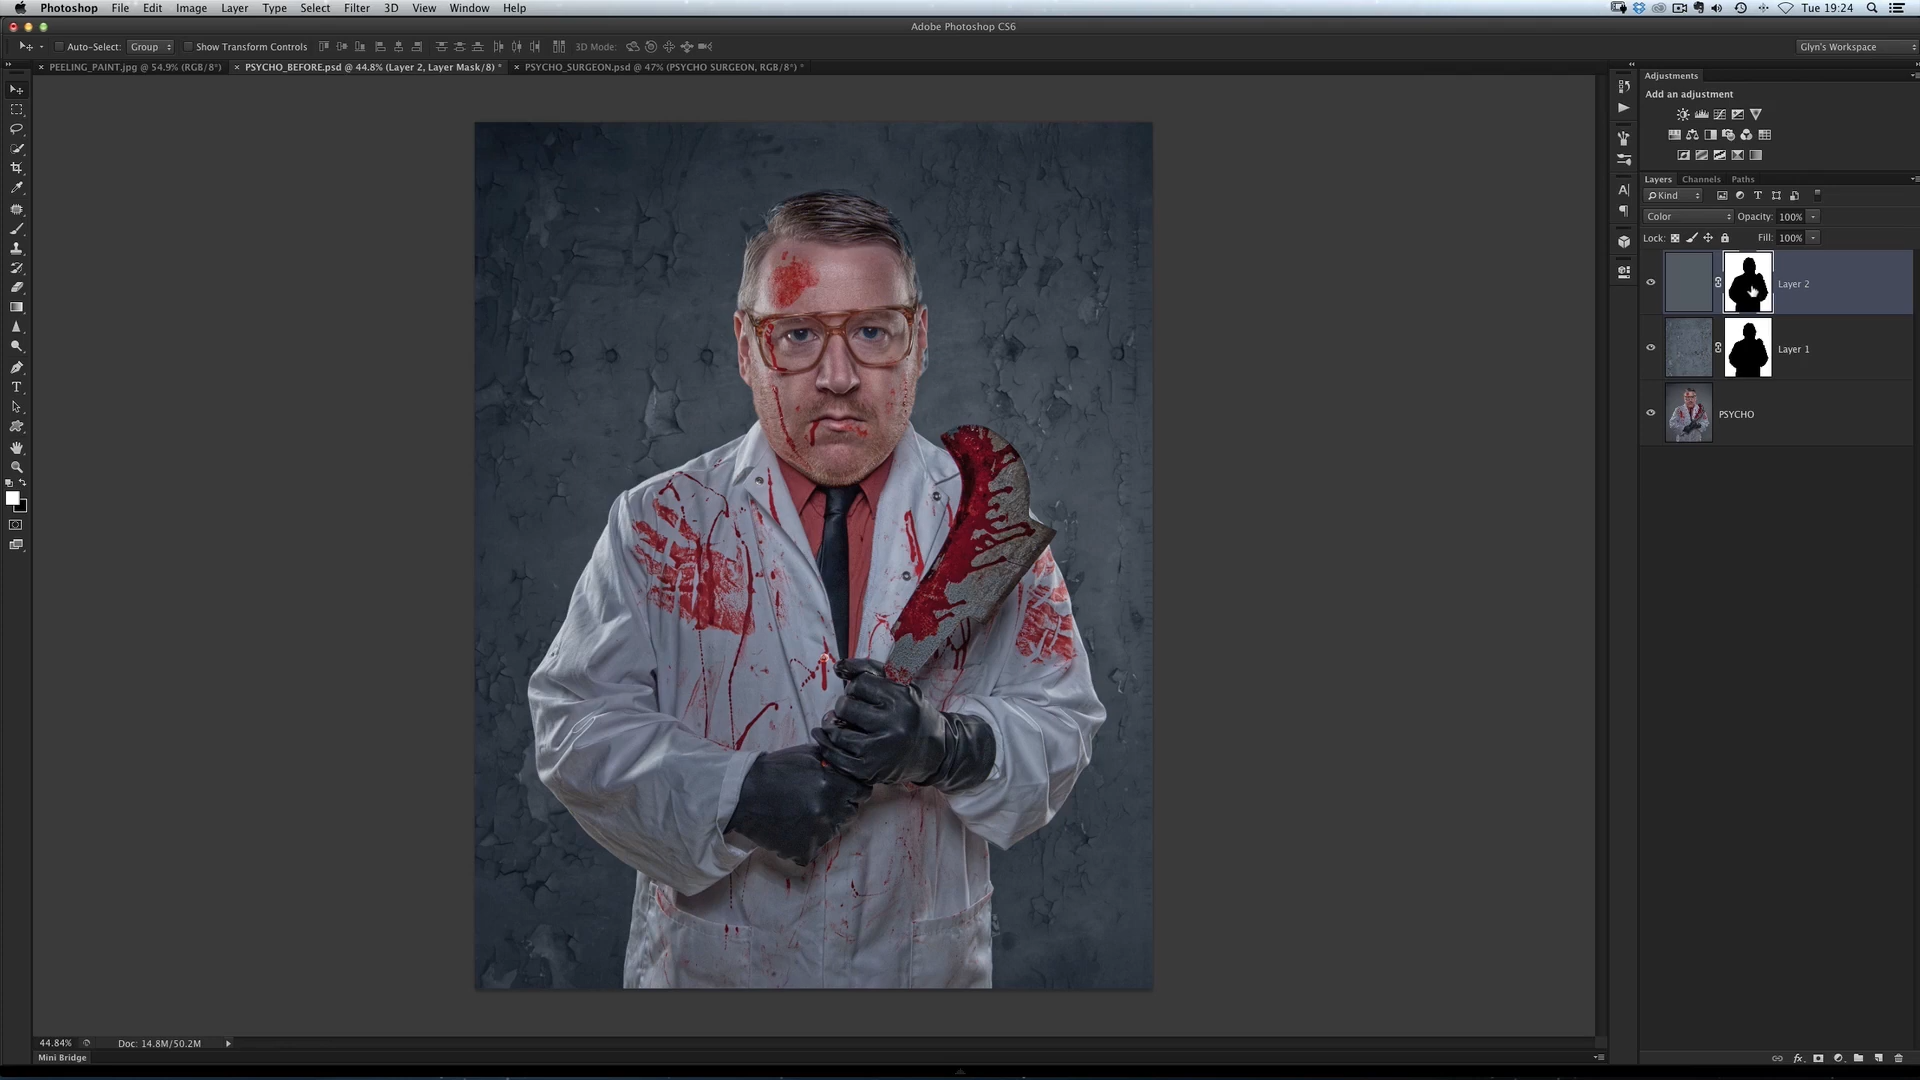 Photoshop File Edit Image Layer Type Select Filter 3D View Window Help Tue 19:24
Adobe Photoshop CS6
Auto-Select: Group Show Transform Controls 3D Mode: Glyn's Workspace
× PEELING_PAINT.jpg @ 54.9% (RGB/8*) × PSYCHO_BEFORE.psd @ 44.8% (Layer 2, Layer Mask/8) * × PSYCHO_SURGEON.psd @ 47% (PSYCHO SURGEON, RGB/8*) *
Adjustments
Add an adjustment
Layers Channels Paths
Kind
Color Opacity: 100%
Lock: Fill: 100%
Layer 2
Layer 1
PSYCHO
44.84% Doc: 14.8M/50.2M
Mini Bridge